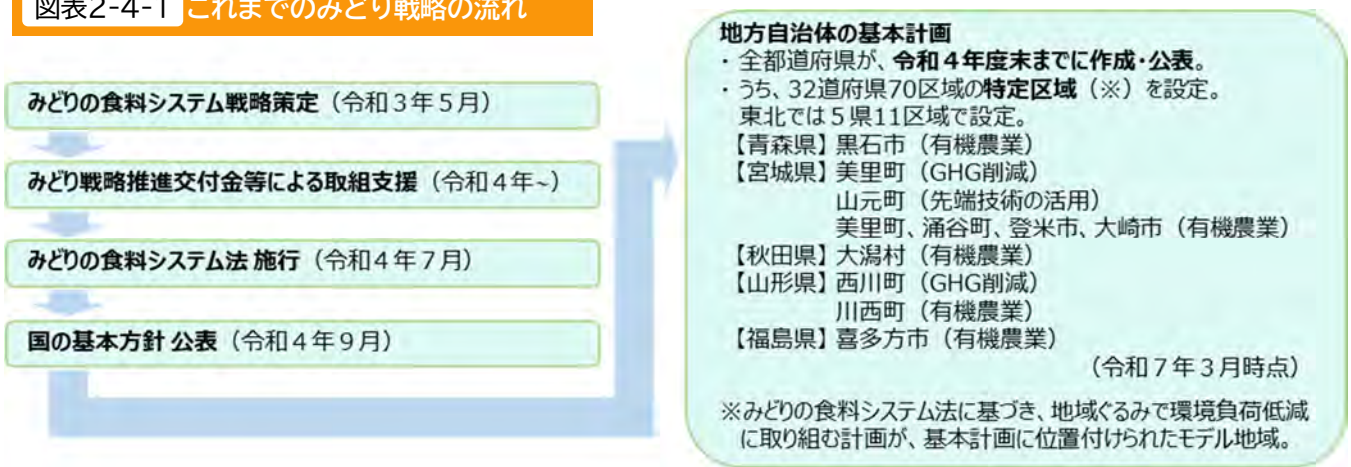 図表2-4-1 これまでのみどり戦略の流れ
みどりの食料システム戦略策定（令和３年５月）
みどり戦略推進交付金等による取組支援（令和４年~）
みどりの食料システム法 施行（令和４年７月）
国の基本方針 公表（令和４年９月）
地方自治体の基本計画
・全都道府県が、令和４年度末までに作成・公表。
・うち、32道府県70区域の特定区域（※）を設定。
東北では５県11区域で設定。
【青森県】黒石市（有機農業）
【宮城県】美里町（GHG削減）
山元町（先端技術の活用）
美里町、涌谷町、登米市、大崎市（有機農業）
【秋田県】大潟村（有機農業）
【山形県】西川町（GHG削減）
川西町（有機農業）
【福島県】喜多方市（有機農業）
（令和７年３月時点）
※みどりの食料システム法に基づき、地域ぐるみで環境負荷低減
に取り組む計画が、基本計画に位置付けられたモデル地域。